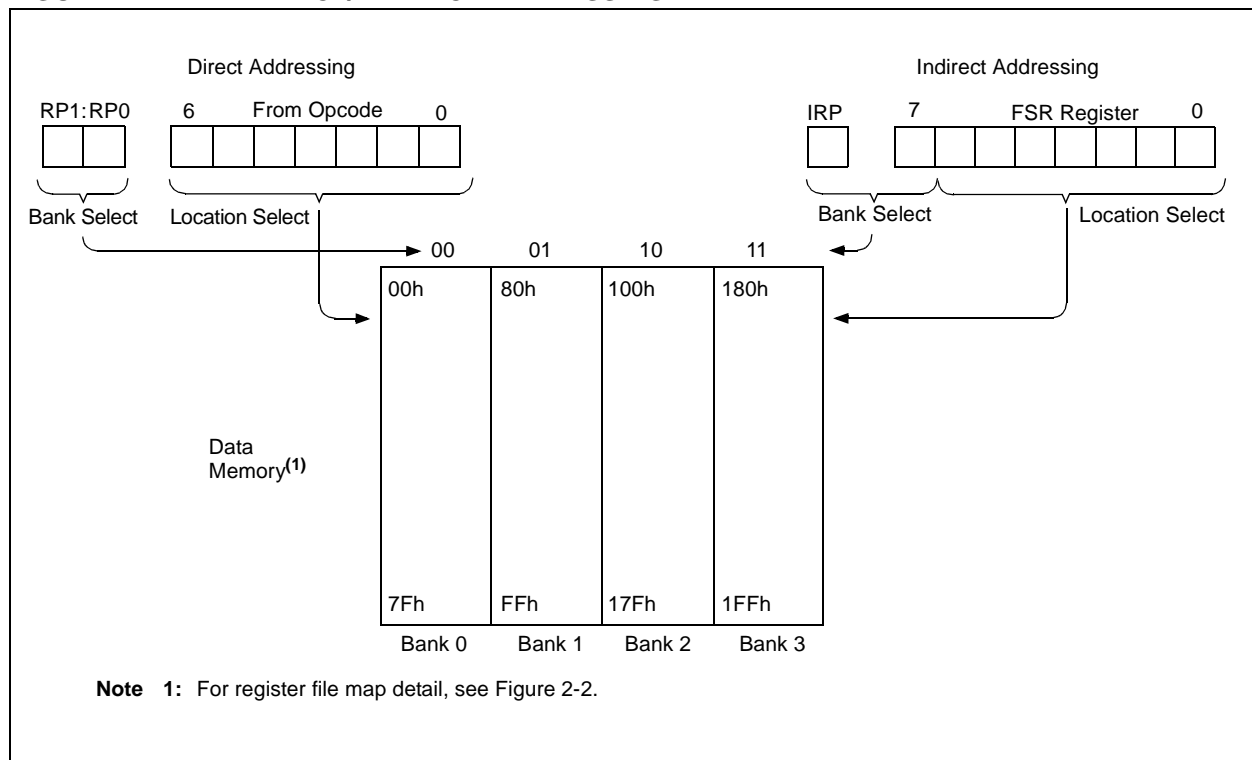 Direct Addressing
Indirect Addressing
RP1:RP0 6 From Opcode 0
IRP 7 FSR Register 0
Bank Select Location Select
Bank Select Location Select
00 01 10 11
00h 80h 100h 180h
Data
Memory(1)
7Fh FFh 17Fh 1FFh
Bank 0 Bank 1 Bank 2 Bank 3
Note 1: For register file map detail, see Figure 2-2.